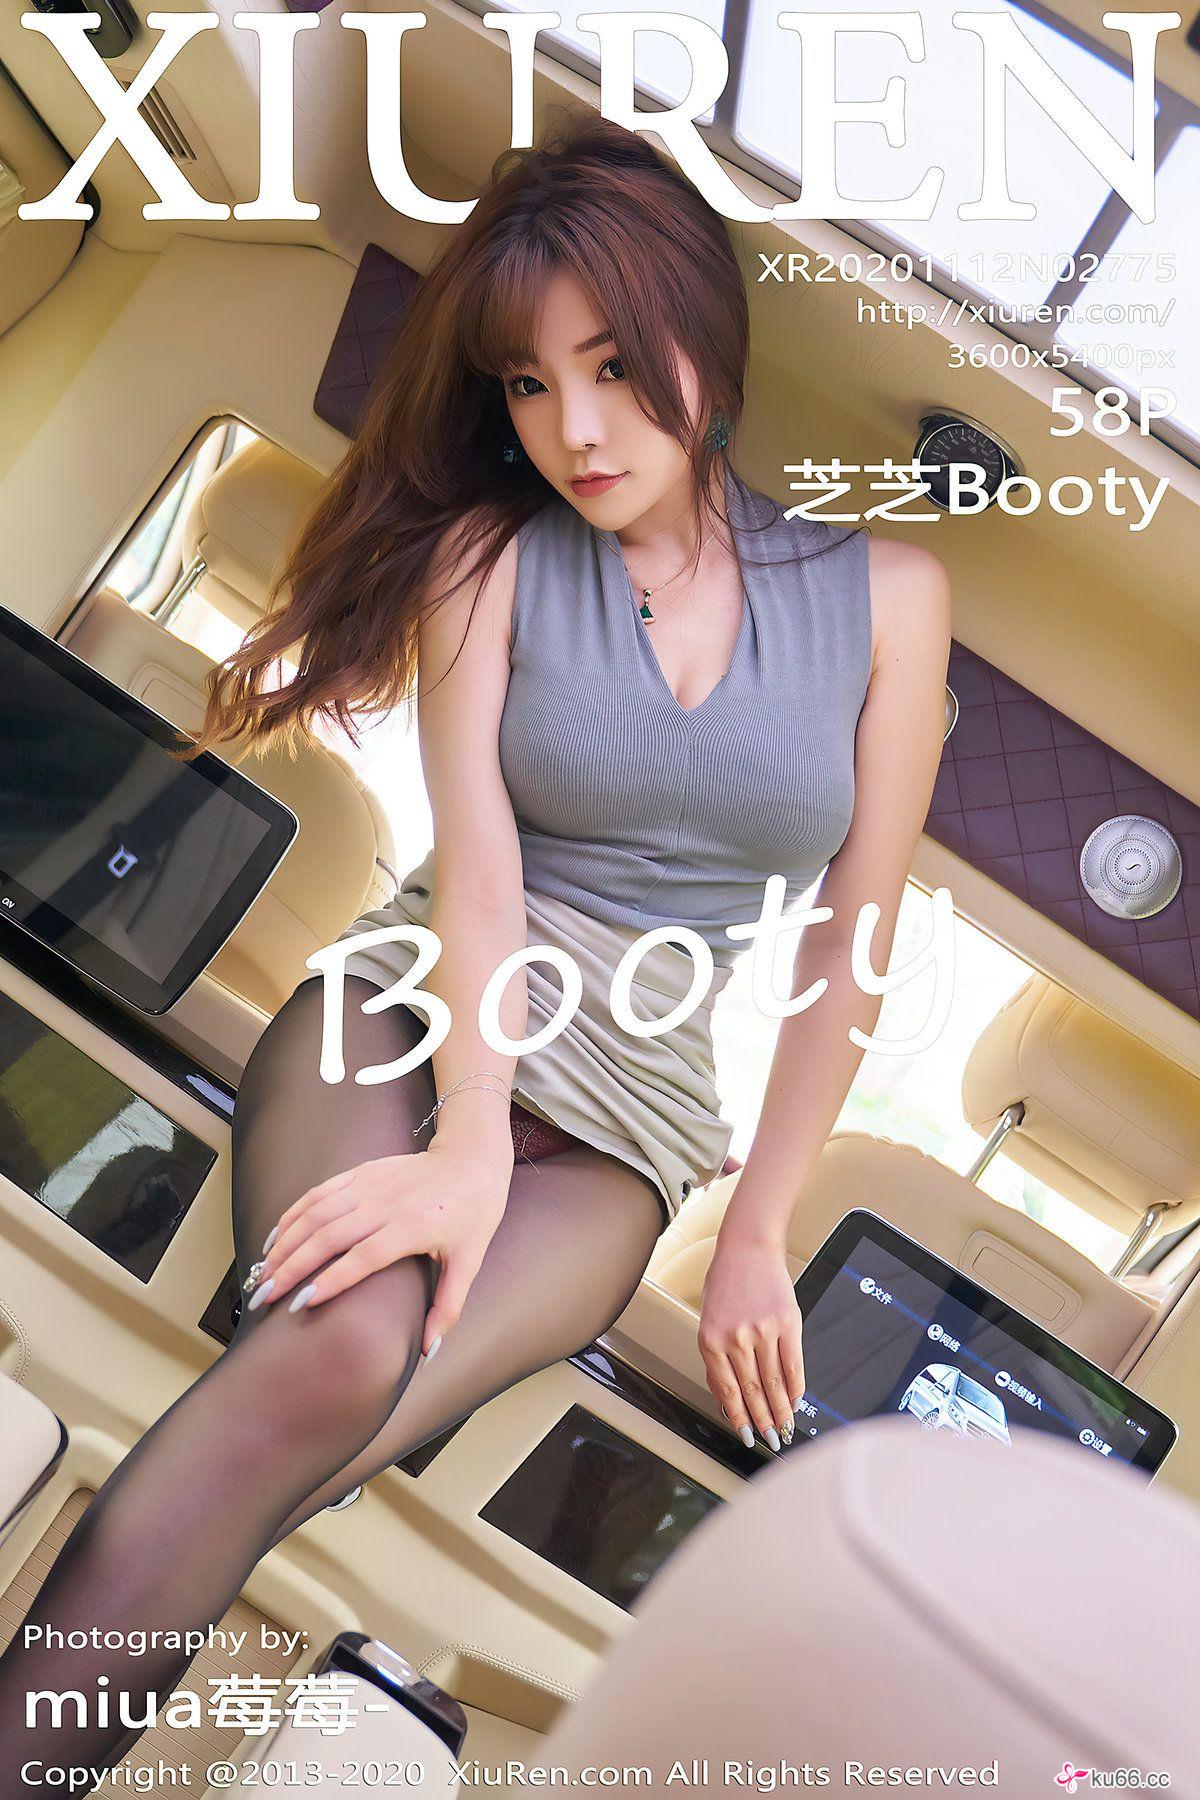 XIUREN
XR20201112N02775
http://xiuren.com/
3600x5400px
58P
芝芝Booty
Booty
ON
文件
网络
视频输入
音乐
设置
Photography by:
miua莓莓-
Copyright @2013-2020 XiuRen.com All Rights Reserved
ku66.cc